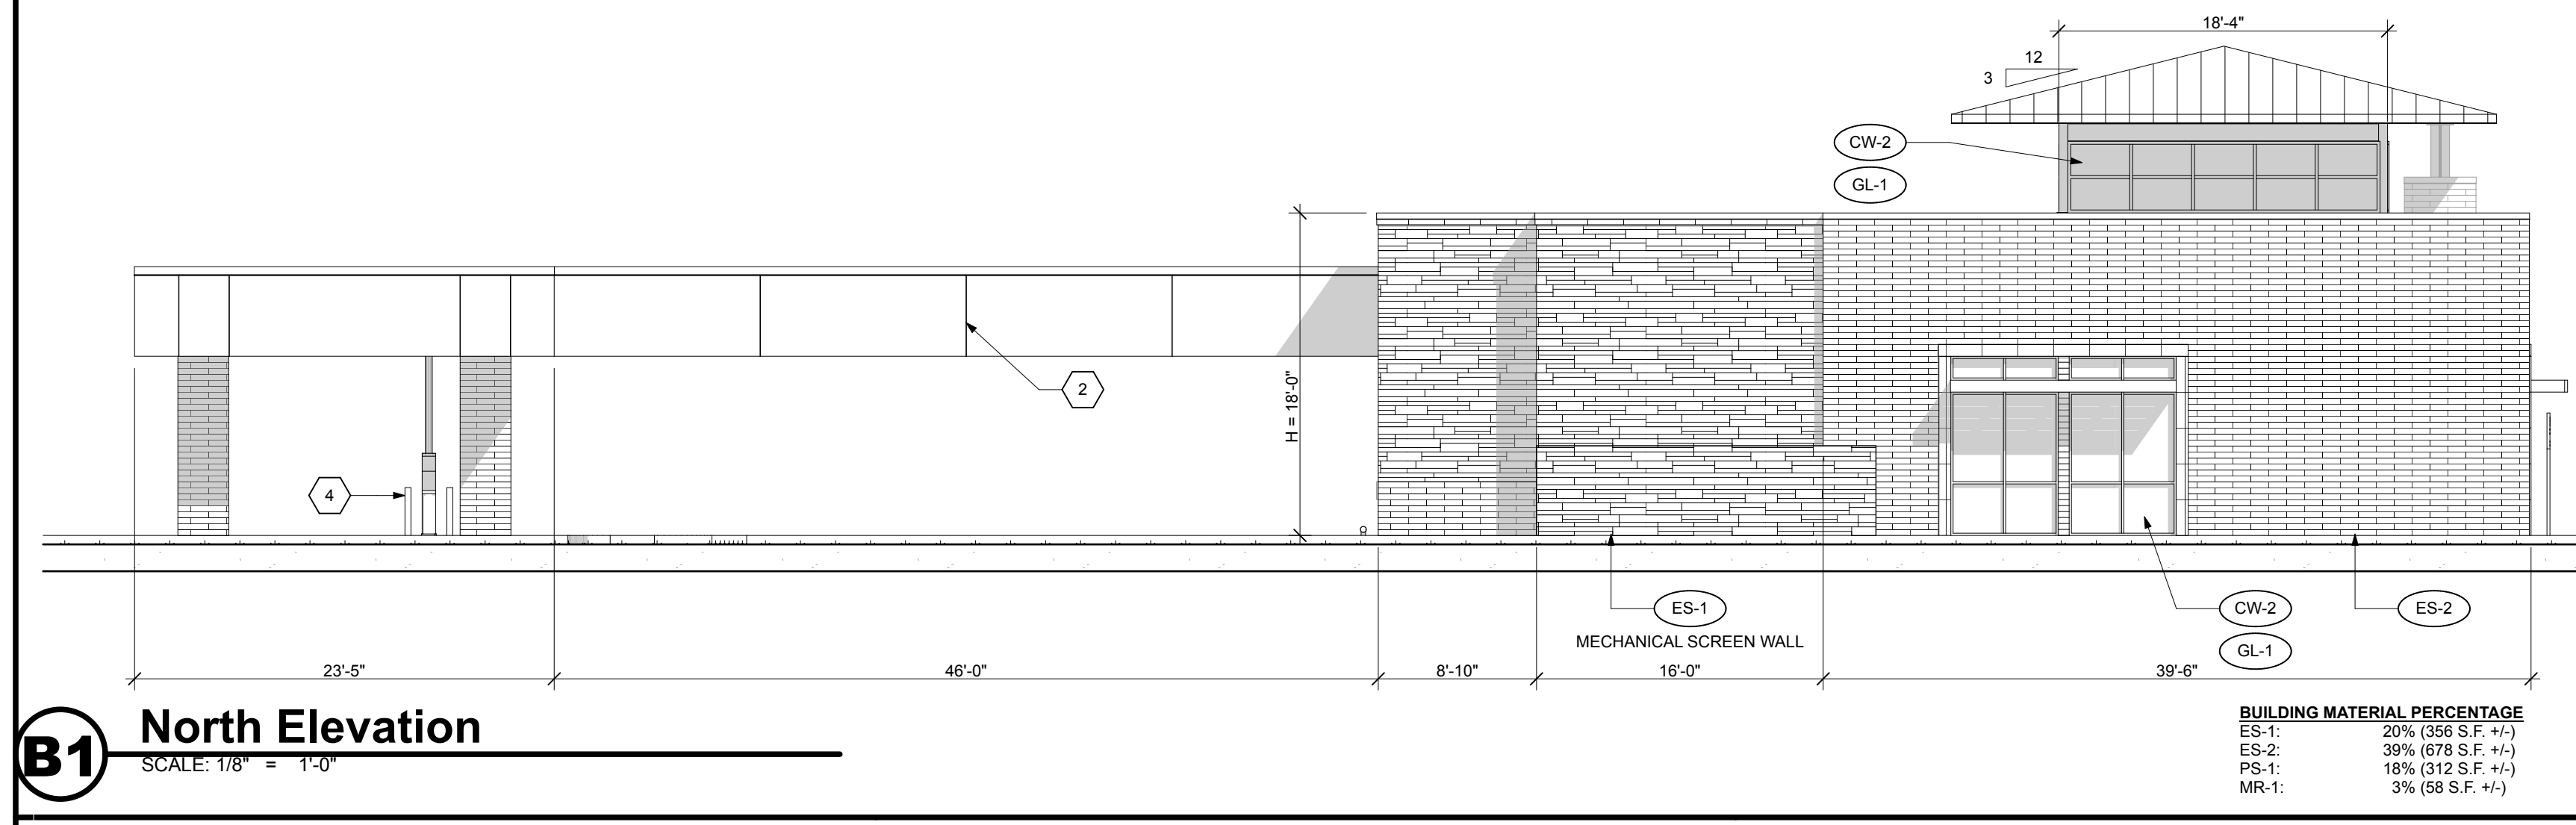 18'-4"
12
3
CW-2
GL-1
2
H = 18'-0"
4
ES-1
MECHANICAL SCREEN WALL
CW-2
GL-1
ES-2
23'-5"
46'-0"
8'-10"
16'-0"
39'-6"
B1
North Elevation
SCALE: 1/8" = 1'-0"
BUILDING MATERIAL PERCENTAGE
ES-1: 20% (356 S.F. +/-)
ES-2: 39% (678 S.F. +/-)
PS-1: 18% (312 S.F. +/-)
MR-1: 3% (58 S.F. +/-)